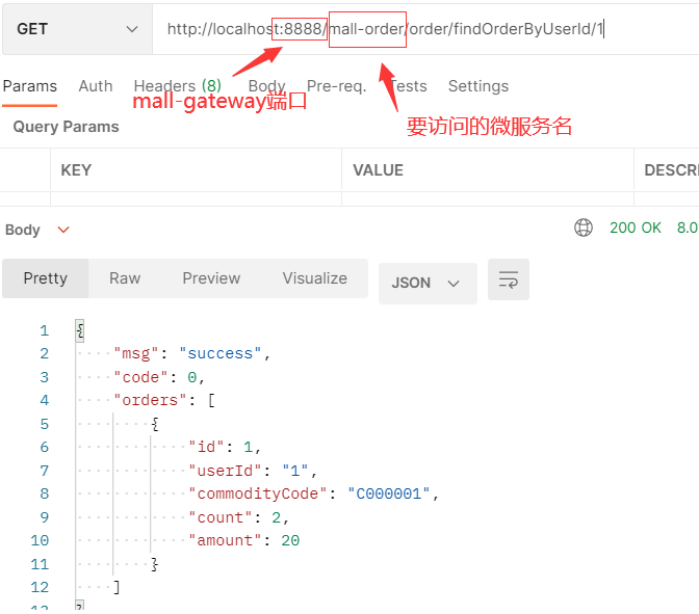 GET http://localhost:8888/mall-order/order/findOrderByUserId/1
Params Auth Headers (8) Body Pre-req. Tests Settings
mall-gateway端口
要访问的微服务名
Query Params
KEY VALUE DESCRI
Body 200 OK 8.0
Pretty Raw Preview Visualize JSON
1 {
2 "msg": "success",
3 "code": 0,
4 "orders": [
5 {
6 "id": 1,
7 "userId": "1",
8 "commodityCode": "C000001",
9 "count": 2,
10 "amount": 20
11 }
12 ]
13 }